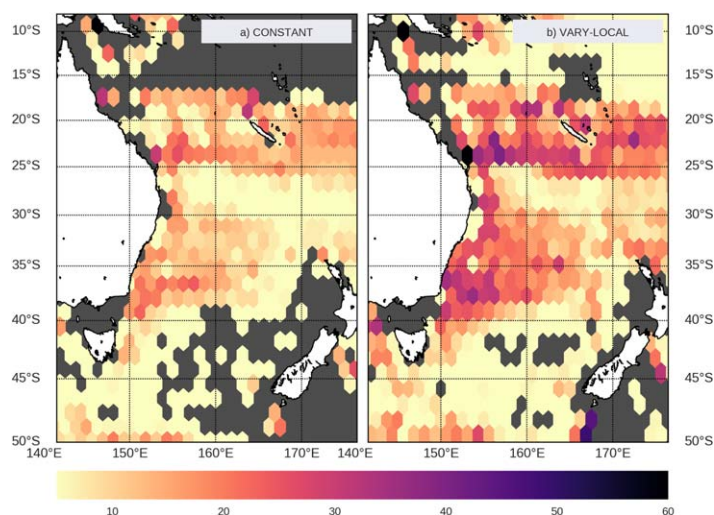 a) CONSTANT
b) VARY-LOCAL
10°S 10°S
15°S 15°S
20°S 20°S
25°S 25°S
30°S 30°S
35°S 35°S
40°S 40°S
45°S 45°S
50°S 50°S
140°E 150°E 160°E 170°E 140°E 150°E 160°E 170°E
10 20 30 40 50 60